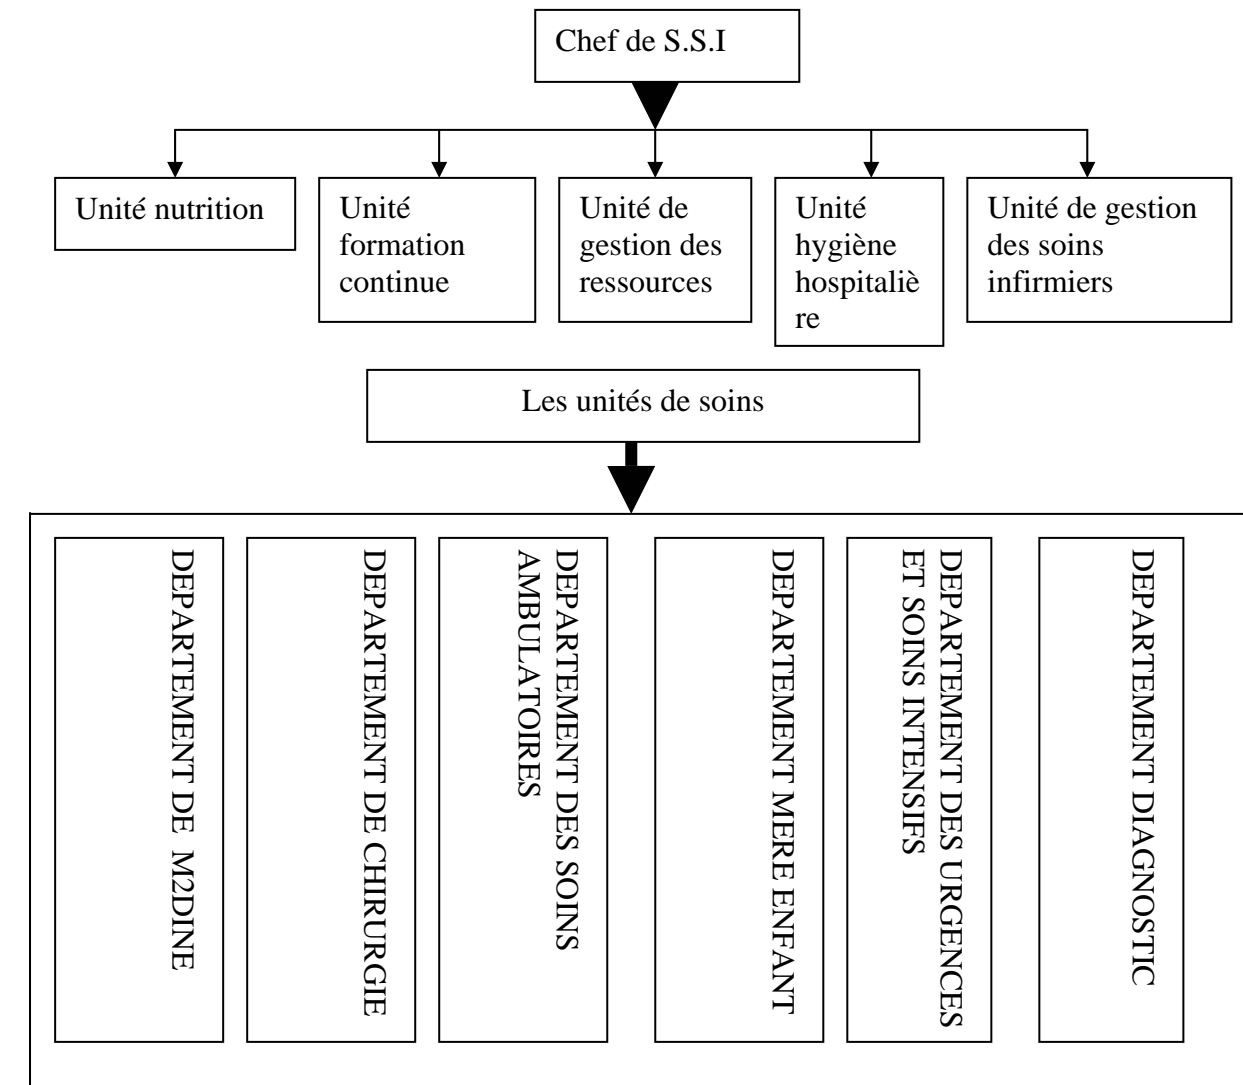 Chef de S.S.I
Unité nutrition
Unité
formation
continue
Unité de
gestion des
ressources
Unité
hygiène
hospitaliè
re
Unité de gestion
des soins
infirmiers
Les unités de soins
DEPARTEMENT DE M2DINE
DEPARTEMENT DE CHIRURGIE
DEPARTEMENT DES SOINS
AMBULATOIRES
DEPARTEMENT MERE ENFANT
DEPARTEMENT DES URGENCES
ET SOINS INTENSIFS
DEPARTEMENT DIAGNOSTIC